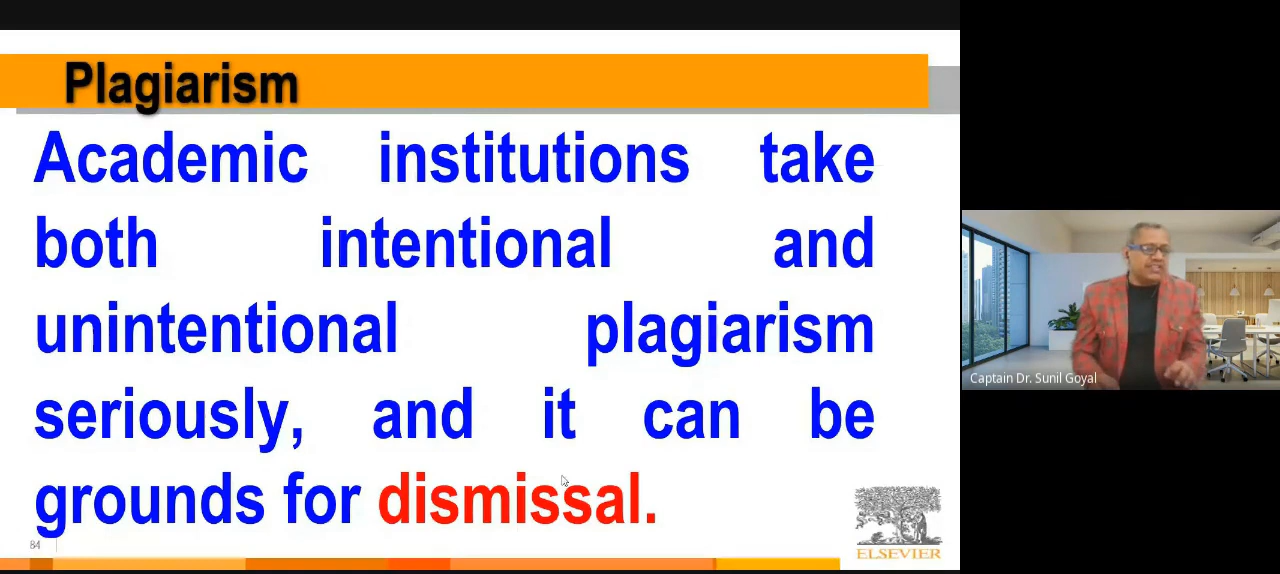 Plagiarism
Academic institutions take
both intentional and
unintentional plagiarism
seriously, and it can be
grounds for dismissal.
84
ELSEVIER
Captain Dr. Sunil Goyal